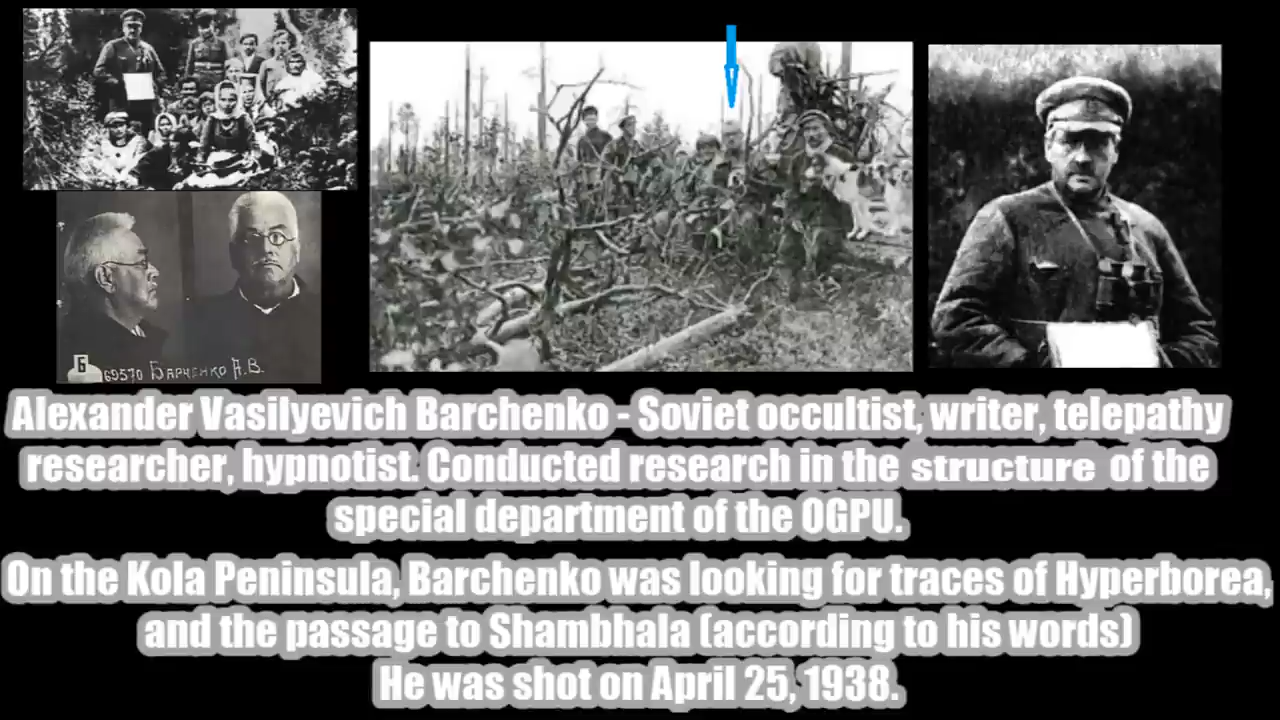 Б
69570 БАРЧЕНКО А.В.
Alexander Vasilyevich Barchenko - Soviet occultist, writer, telepathy
researcher, hypnotist. Conducted research in the structure of the
special department of the OGPU.
On the Kola Peninsula, Barchenko was looking for traces of Hyperborea,
and the passage to Shambhala (according to his words)
He was shot on April 25, 1938.